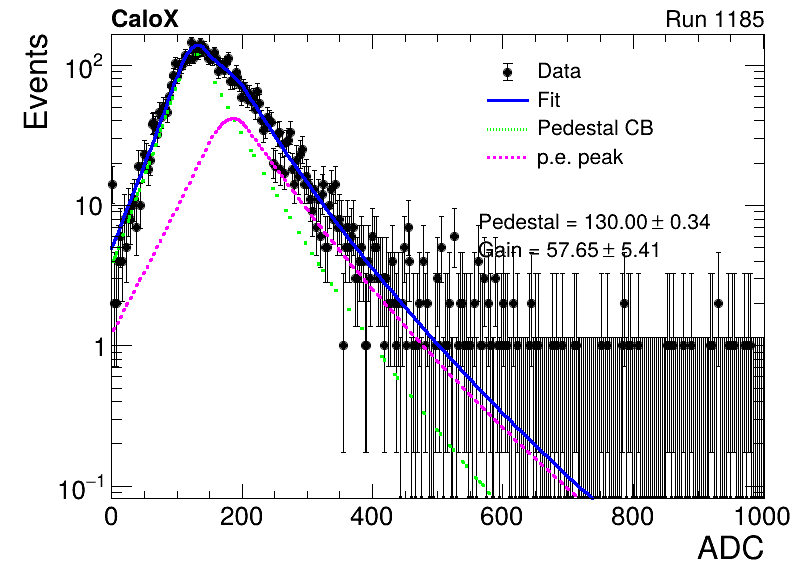 CaloX Run 1185
Events
Data
Fit
Pedestal CB
p.e. peak
Pedestal = 130.00 ± 0.34
Gain = 57.65 ± 5.41
10²
10
1
10⁻¹
0 200 400 600 800 1000
ADC